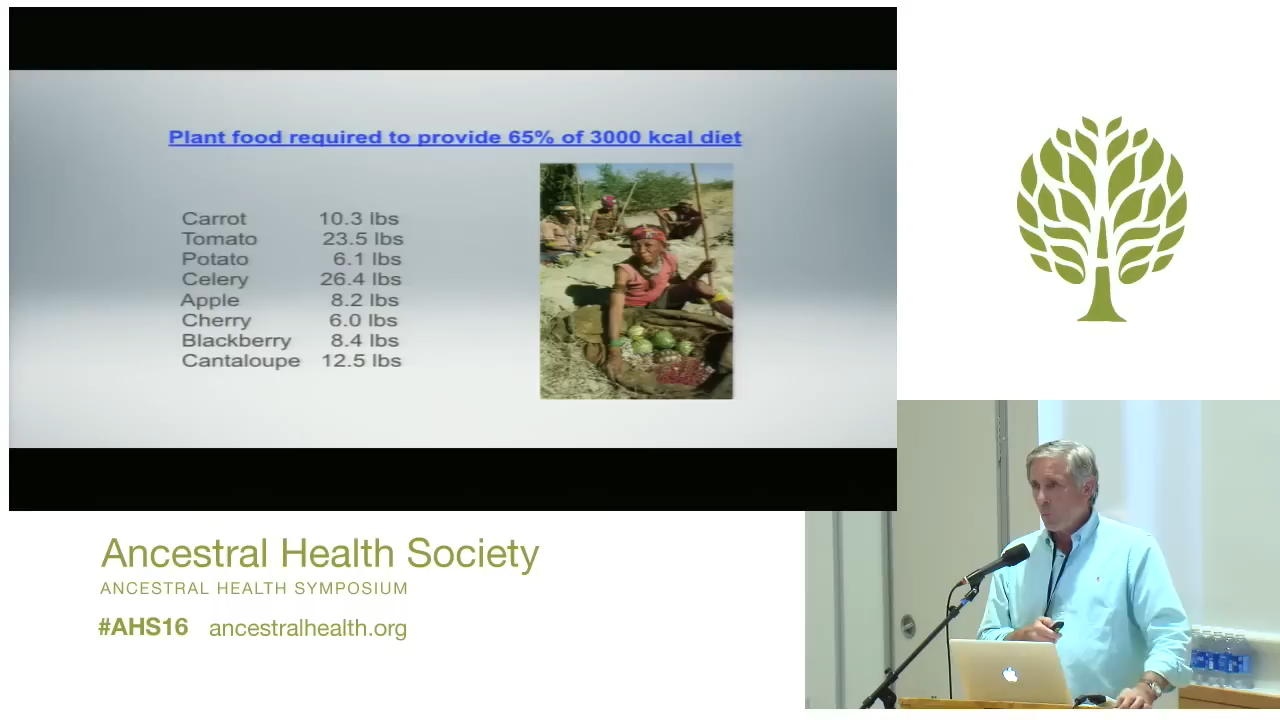 Plant food required to provide 65% of 3000 kcal diet
Carrot 10.3 lbs
Tomato 23.5 lbs
Potato 6.1 lbs
Celery 26.4 lbs
Apple 8.2 lbs
Cherry 6.0 lbs
Blackberry 8.4 lbs
Cantaloupe 12.5 lbs
Ancestral Health Society
ANCESTRAL HEALTH SYMPOSIUM
#AHS16 ancestralhealth.org